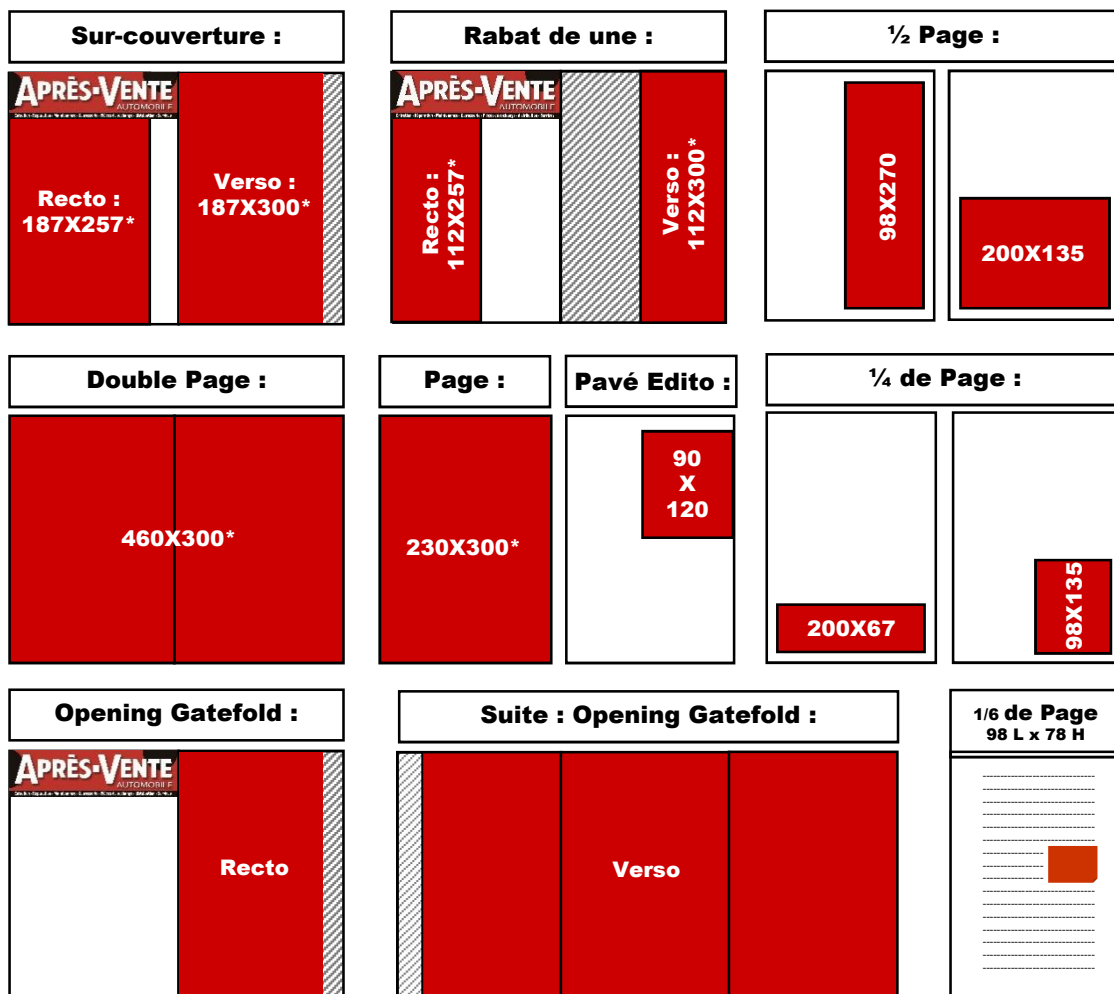 Sur-couverture :
Rabat de une :
½ Page :
APRÈS-VENTE
AUTOMOBILE
Recto :
187X257*
Verso :
187X300*
APRÈS-VENTE
AUTOMOBILE
Recto :
112X257*
Verso :
112X300*
98X270
200X135
Double Page :
Page :
Pavé Edito :
¼ de Page :
460X300*
230X300*
90
X
120
200X67
98X135
Opening Gatefold :
Suite : Opening Gatefold :
1/6 de Page
98 L x 78 H
APRÈS-VENTE
AUTOMOBILE
Recto
Verso